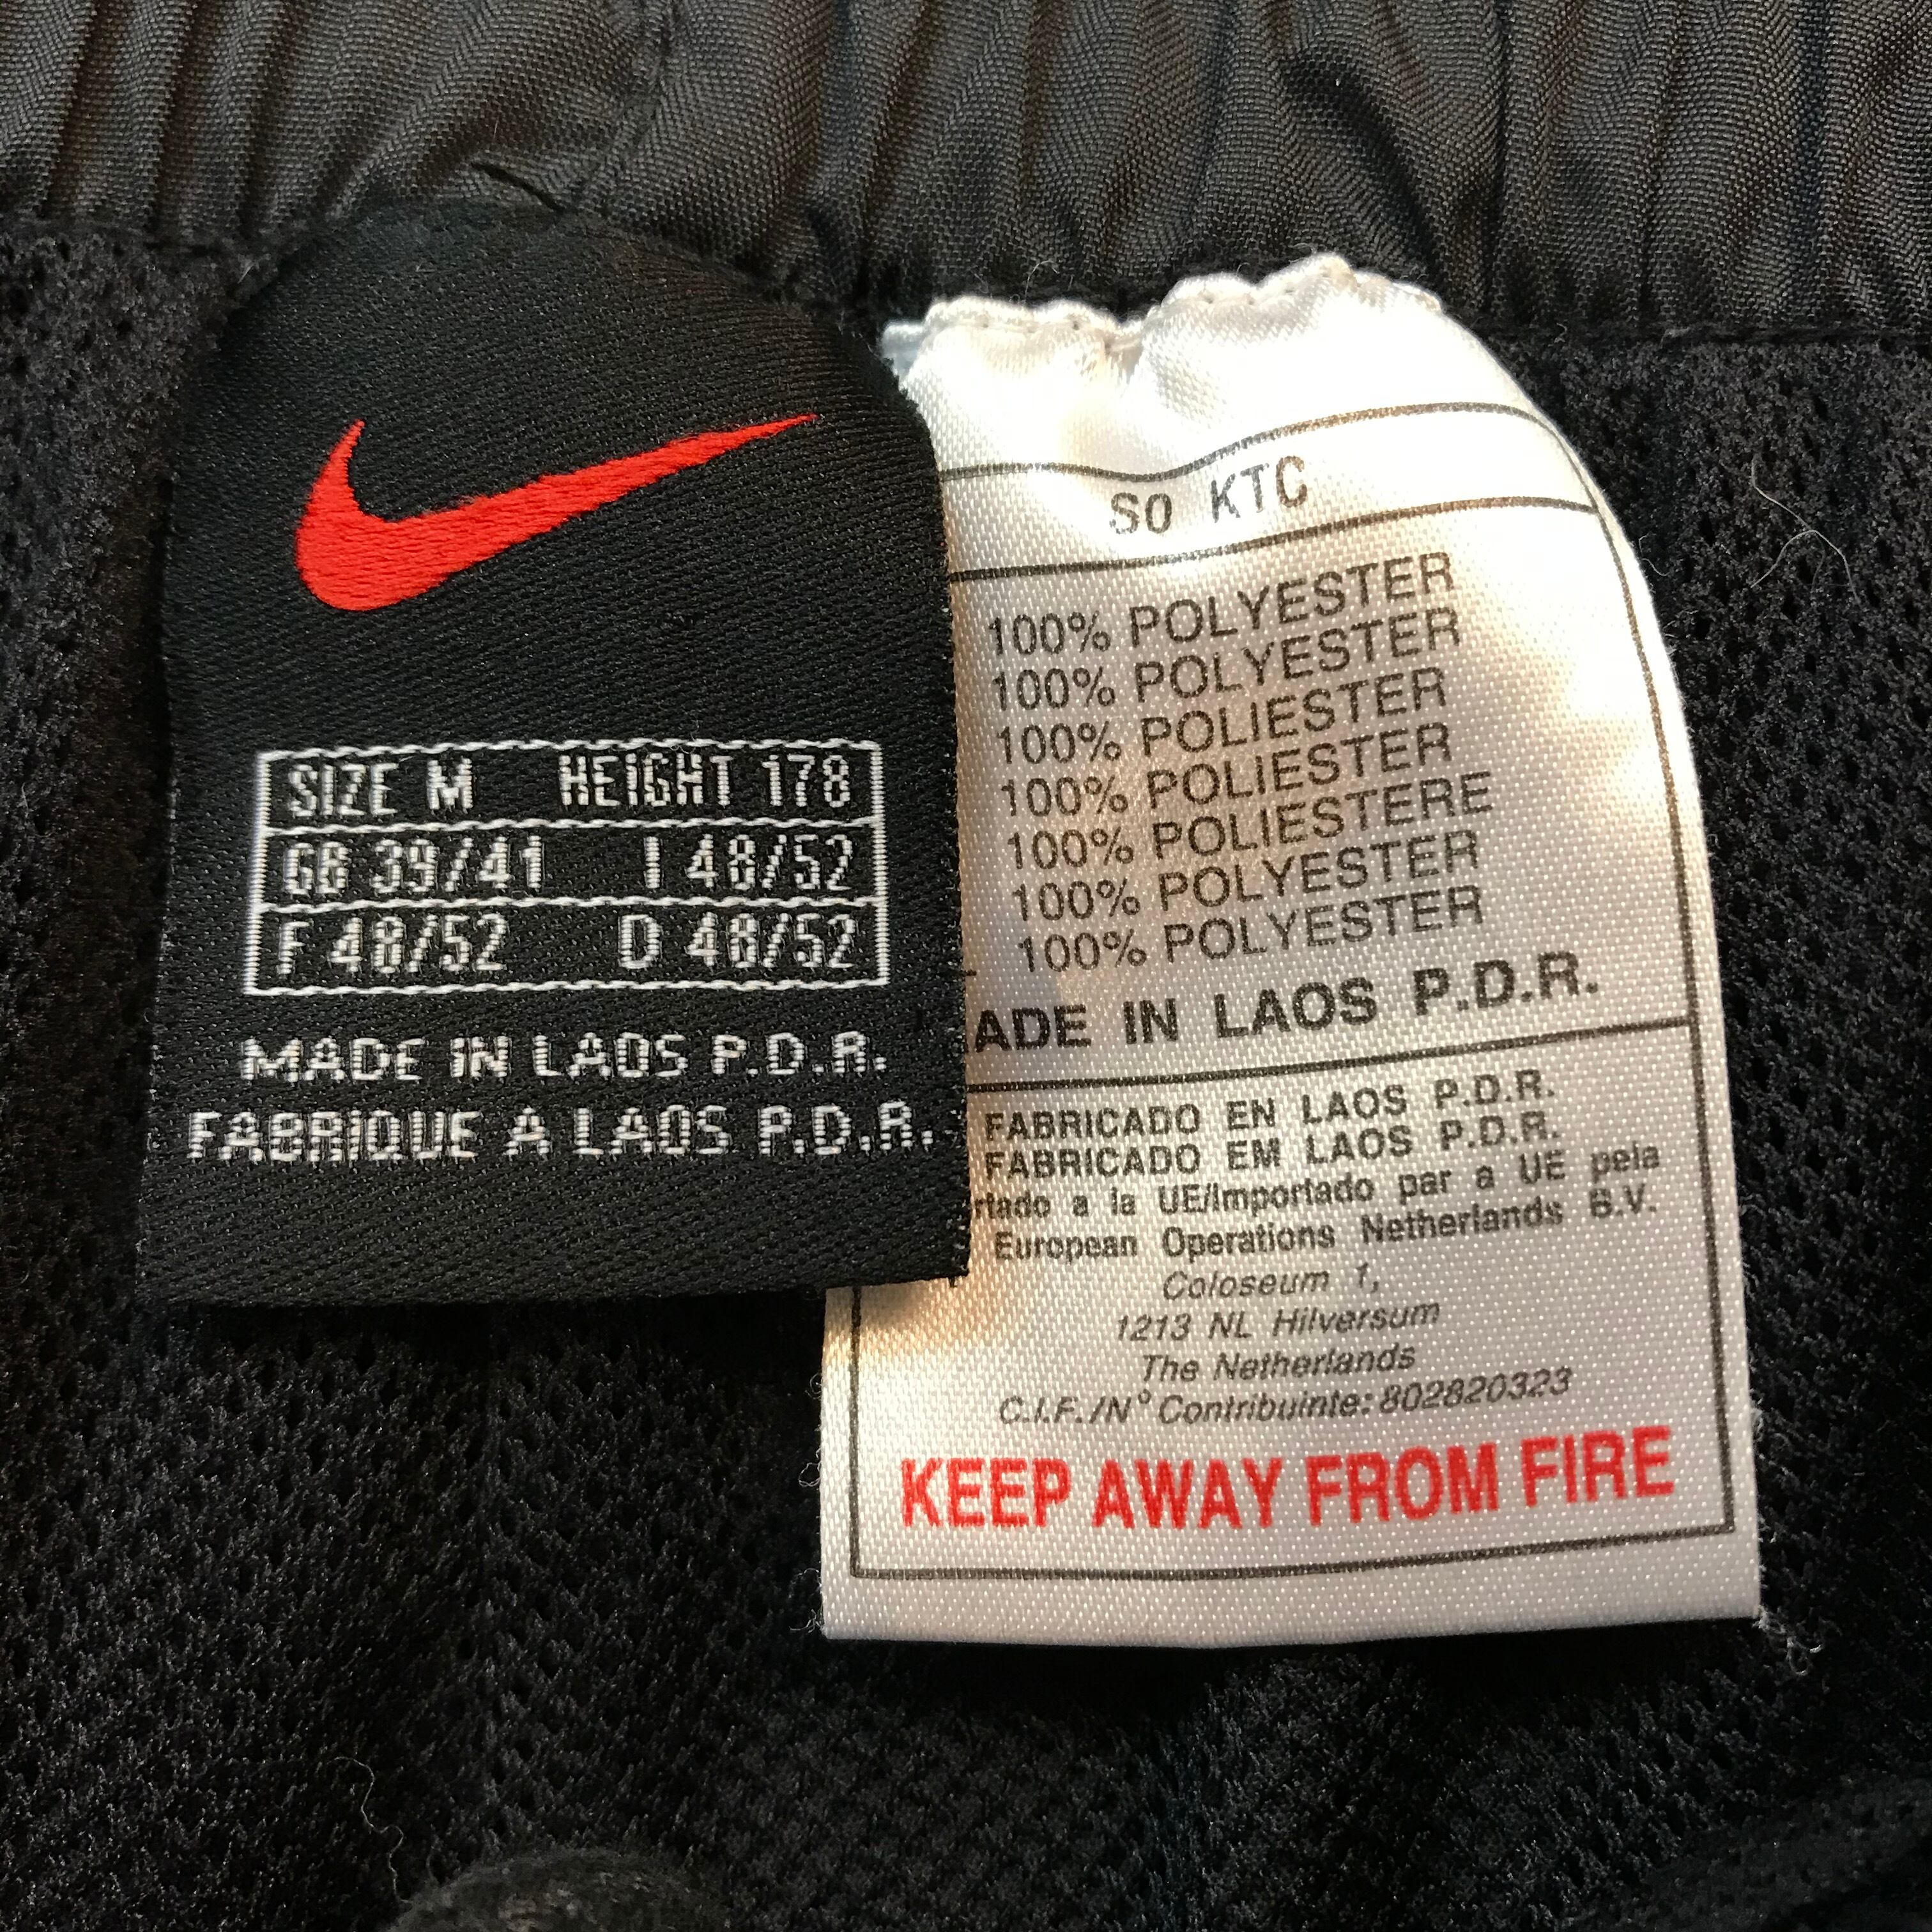 SIZE M HEIGHT 178
GB 39/41 I 48/52
F 48/52 D 48/52
MADE IN LAOS P.D.R.
FABRIQUE A LAOS P.D.R.
SO KTC
100% POLYESTER
100% POLYESTER
100% POLIESTER
100% POLIESTER
100% POLIESTERE
100% POLYESTER
100% POLYESTER
ADE IN LAOS P.D.R.
FABRICADO EN LAOS P.D.R.
FABRICADO EM LAOS P.D.R.
rtado a la UE/Importado par a UE pela
European Operations Netherlands B.V.
Coloseum 1,
1213 NL Hilversum
The Netherlands
C.I.F./N° Contribuinte: 802820323
KEEP AWAY FROM FIRE